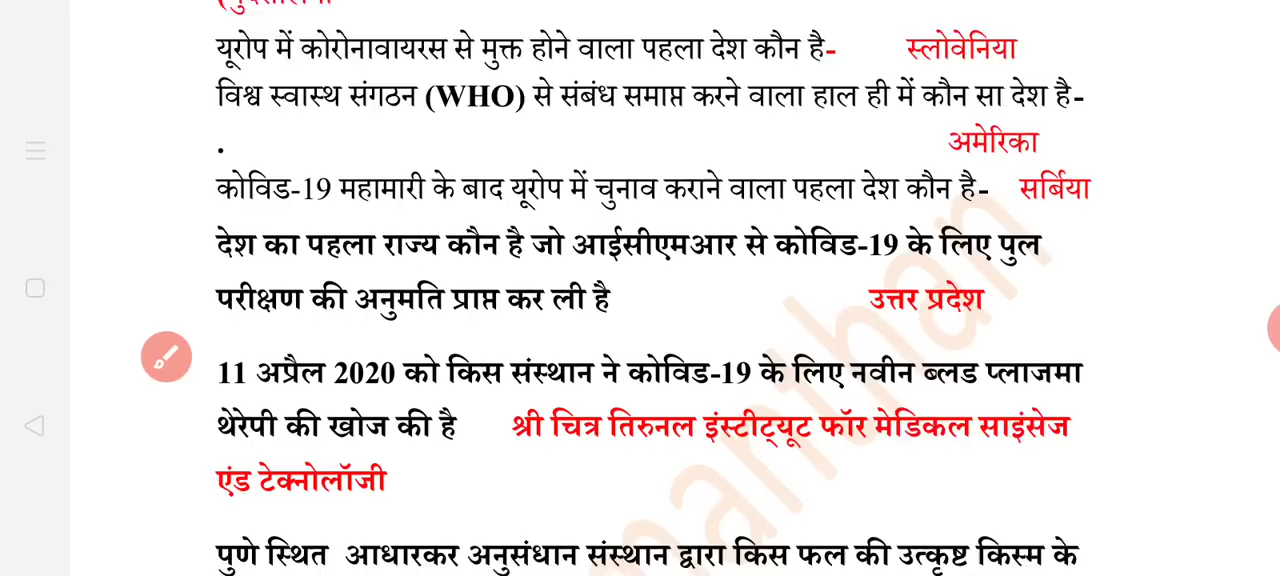 यूरोप में कोरोनावायरस से मुक्त होने वाला पहला देश कौन है- स्लोवेनिया
विश्व स्वास्थ संगठन (WHO) से संबंध समाप्त करने वाला हाल ही में कौन सा देश है-
. अमेरिका
कोविड-19 महामारी के बाद यूरोप में चुनाव कराने वाला पहला देश कौन है- सर्बिया
देश का पहला राज्य कौन है जो आईसीएमआर से कोविड-19 के लिए पुल
परीक्षण की अनुमति प्राप्त कर ली है उत्तर प्रदेश
11 अप्रैल 2020 को किस संस्थान ने कोविड-19 के लिए नवीन ब्लड प्लाजमा
थेरेपी की खोज की है श्री चित्र तिरुनल इंस्टीट्यूट फॉर मेडिकल साइंसेज
एंड टेक्नोलॉजी
पुणे स्थित आधारकर अनुसंधान संस्थान द्वारा किस फल की उत्कृष्ट किस्म के